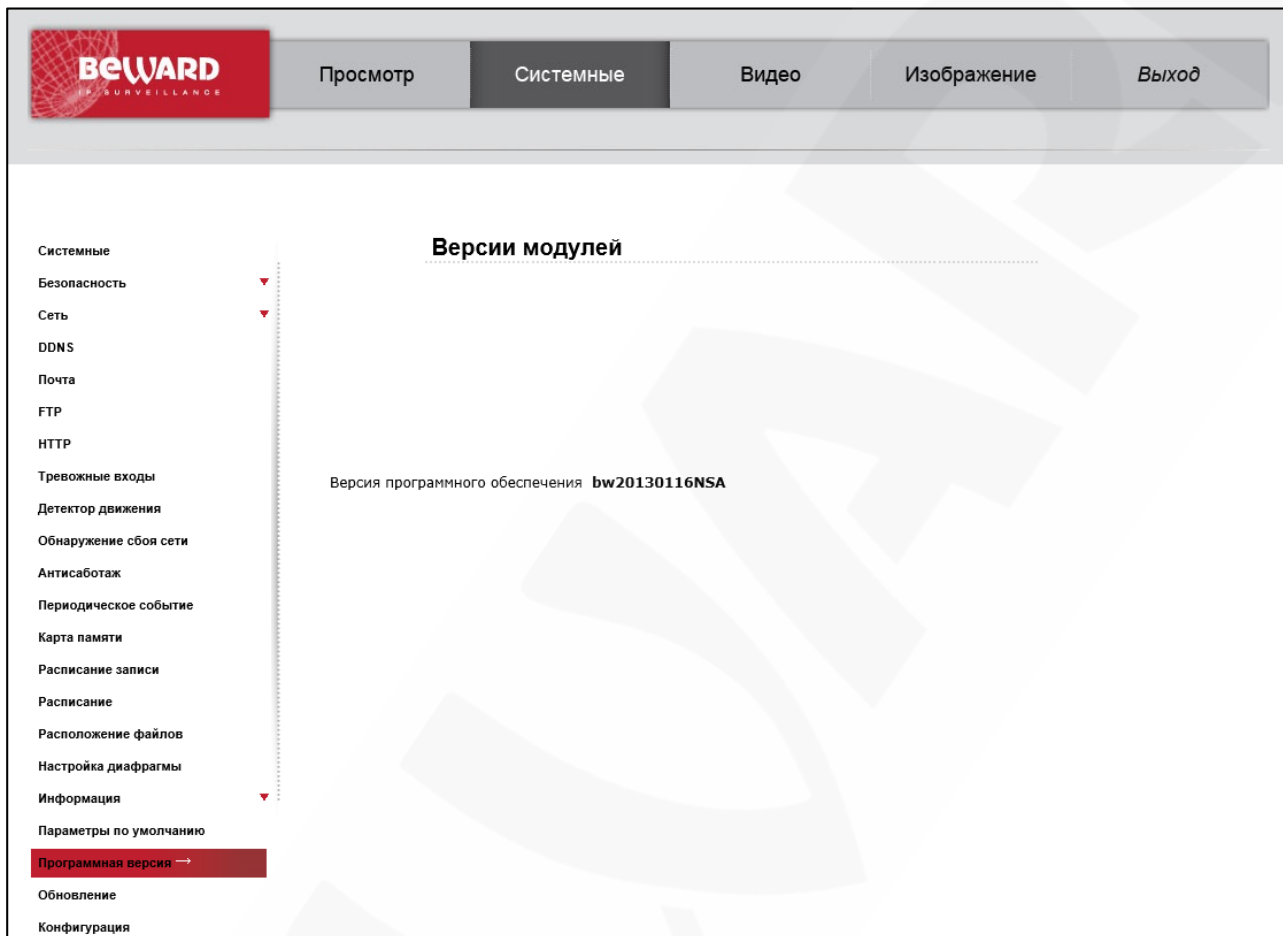 BEWARD
IP SURVEILLANCE
Просмотр
Системные
Видео
Изображение
Выход
Версии модулей
Системные
Безопасность
Сеть
DDNS
Почта
FTP
HTTP
Тревожные входы
Детектор движения
Обнаружение сбоя сети
Антисаботаж
Периодическое событие
Карта памяти
Расписание записи
Расписание
Расположение файлов
Настройка диафрагмы
Информация
Параметры по умолчанию
Программная версия →
Обновление
Конфигурация
Версия программного обеспечения bw20130116NSA